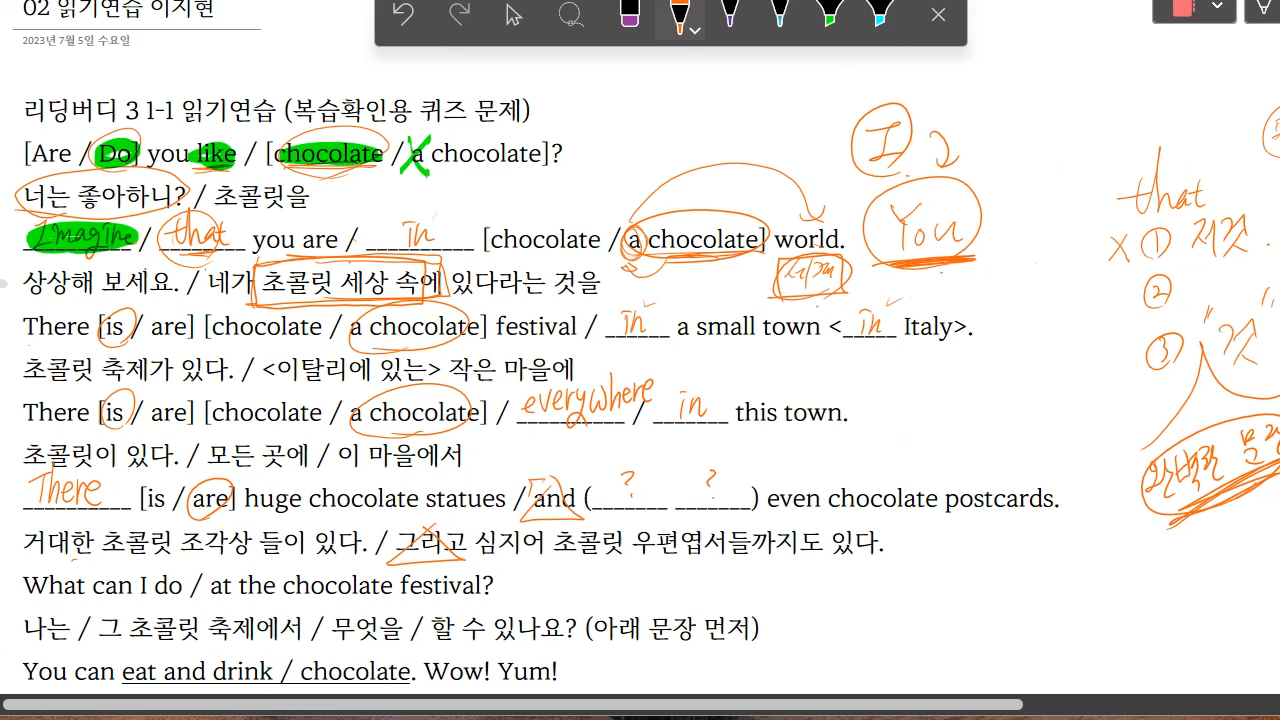 02 읽기연습 이지현
2023년 7월 5일 수요일
리딩버디 3 1-1 읽기연습 (복습확인용 퀴즈 문제)
[Are / Do] you like / [chocolate / a chocolate]?
너는 좋아하니? / 초콜릿을
Imagine / that you are / in [chocolate / a chocolate] world.
상상해 보세요. / 네가 초콜릿 세상 속에 있다라는 것을
There [is / are] [chocolate / a chocolate] festival / in a small town <in Italy>.
초콜릿 축제가 있다. / <이탈리에 있는> 작은 마을에
There [is / are] [chocolate / a chocolate] / everywhere / in this town.
초콜릿이 있다. / 모든 곳에 / 이 마을에서
There [is / are] huge chocolate statues / and (___? ___?) even chocolate postcards.
거대한 초콜릿 조각상 들이 있다. / 그리고 심지어 초콜릿 우편엽서들까지도 있다.
What can I do / at the chocolate festival?
나는 / 그 초콜릿 축제에서 / 무엇을 / 할 수 있나요? (아래 문장 먼저)
You can eat and drink / chocolate. Wow! Yum!
I
You
that
X ① 저것.
②
③ "것"
완벽한 문장